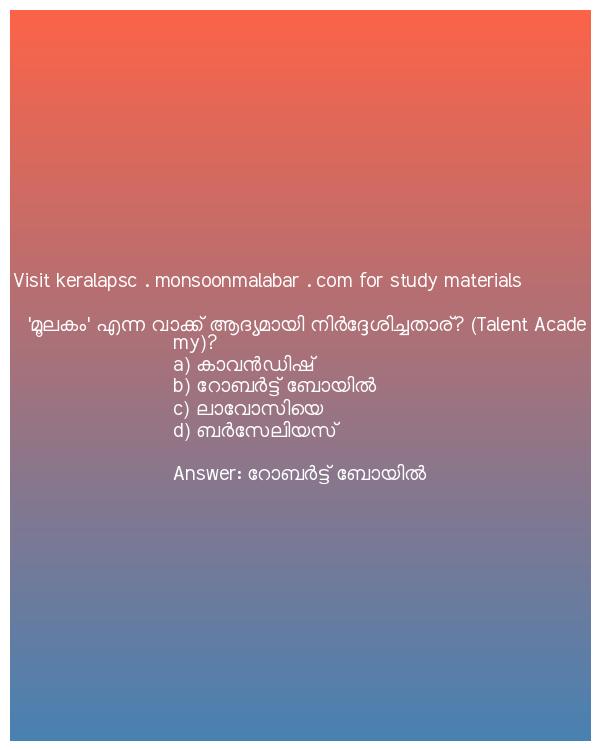 Visit keralapsc . monsoonmalabar . com for study materials
'മൂലകം' എന്ന വാക്ക് ആദ്യമായി നിർദ്ദേശിച്ചതാര്? (Talent Acade
my)?
a) കാവൻഡിഷ്
b) റോബർട്ട് ബോയിൽ
c) ലാവോസിയെ
d) ബർസേലിയസ്
Answer: റോബർട്ട് ബോയിൽ